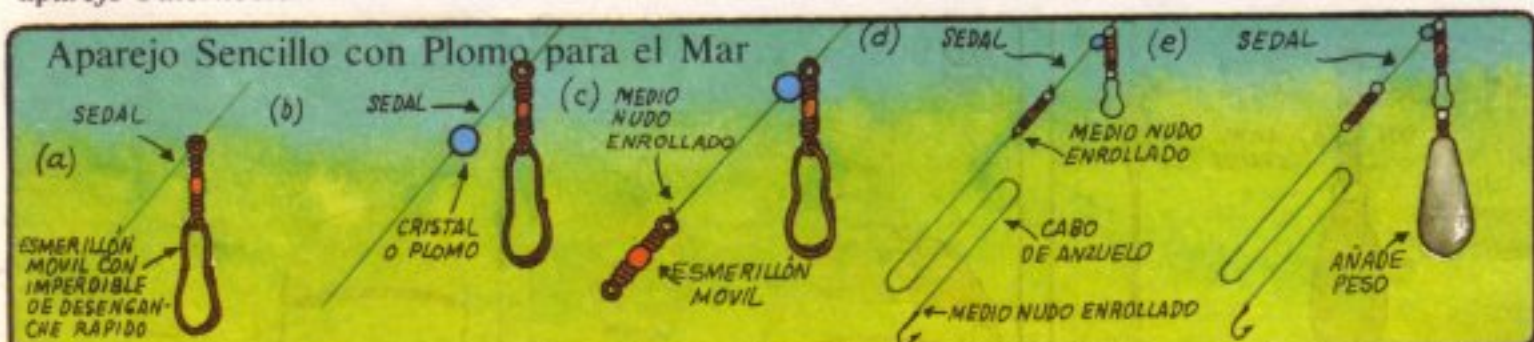 Aparejo Sencillo con Plomo para el Mar
(a)
SEDAL
ESMERILLÓN
MOVIL CON
IMPERDIBLE
DE DESENGAN-
CHE RAPIDO
(b)
SEDAL
CRISTAL
O PLOMO
(c)
MEDIO
NUDO
ENROLLADO
ESMERILLÓN
MOVIL
(d)
SEDAL
MEDIO NUDO
ENROLLADO
CABO
DE ANZUELO
MEDIO NUDO ENROLLADO
(e)
SEDAL
AÑADE
PESO